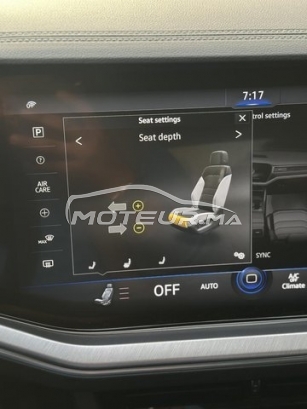 7:17
Seat settings
ntrol settings
Seat depth
P
AIR
CARE
MOTEUR.MA
MAX
SYNC
OFF
AUTO
Climate